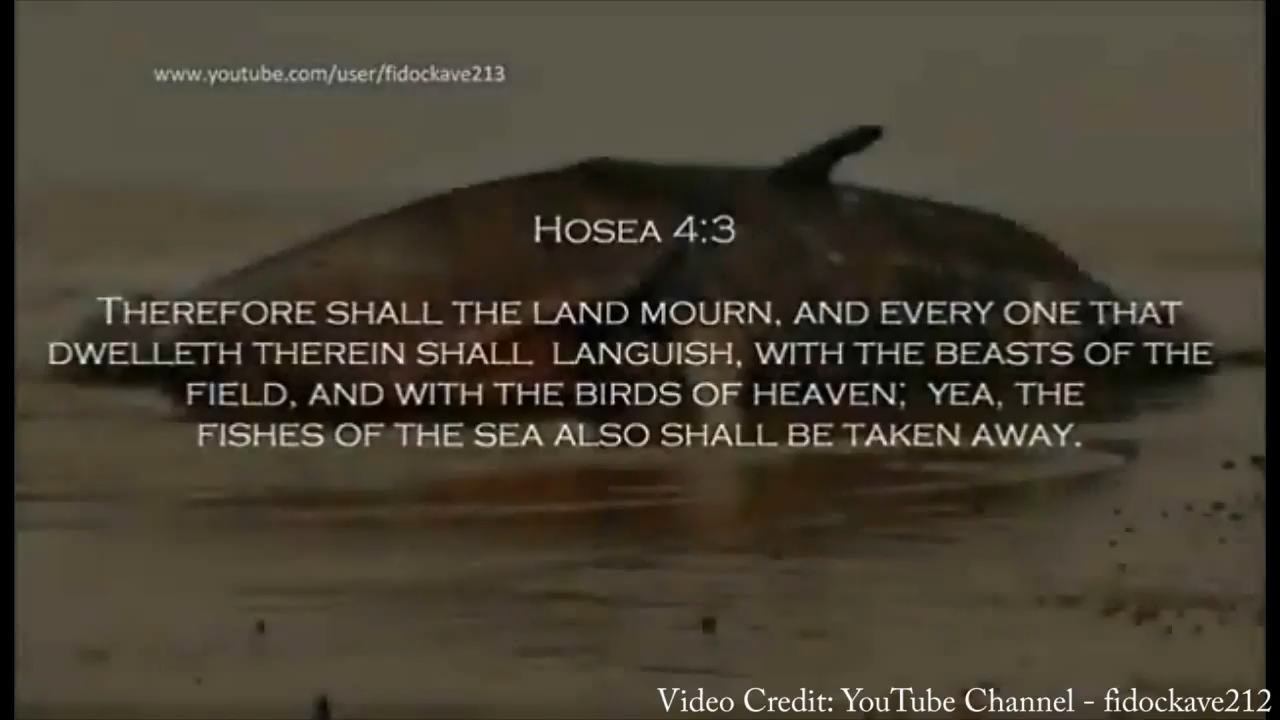 www.youtube.com/user/fidockave213
HOSEA 4:3
THEREFORE SHALL THE LAND MOURN, AND EVERY ONE THAT
DWELLETH THEREIN SHALL LANGUISH, WITH THE BEASTS OF THE
FIELD, AND WITH THE BIRDS OF HEAVEN; YEA, THE
FISHES OF THE SEA ALSO SHALL BE TAKEN AWAY.
Video Credit: YouTube Channel - fidockave212